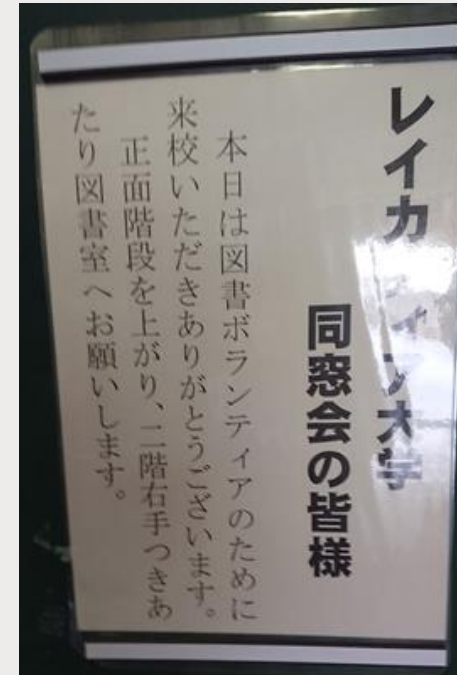 レイカディア大学
同窓会の皆様
本日は図書ボランティアのために
来校いただきありがとうございます。
正面階段を上がり、二階右手つきあ
たり図書室へお願いします。